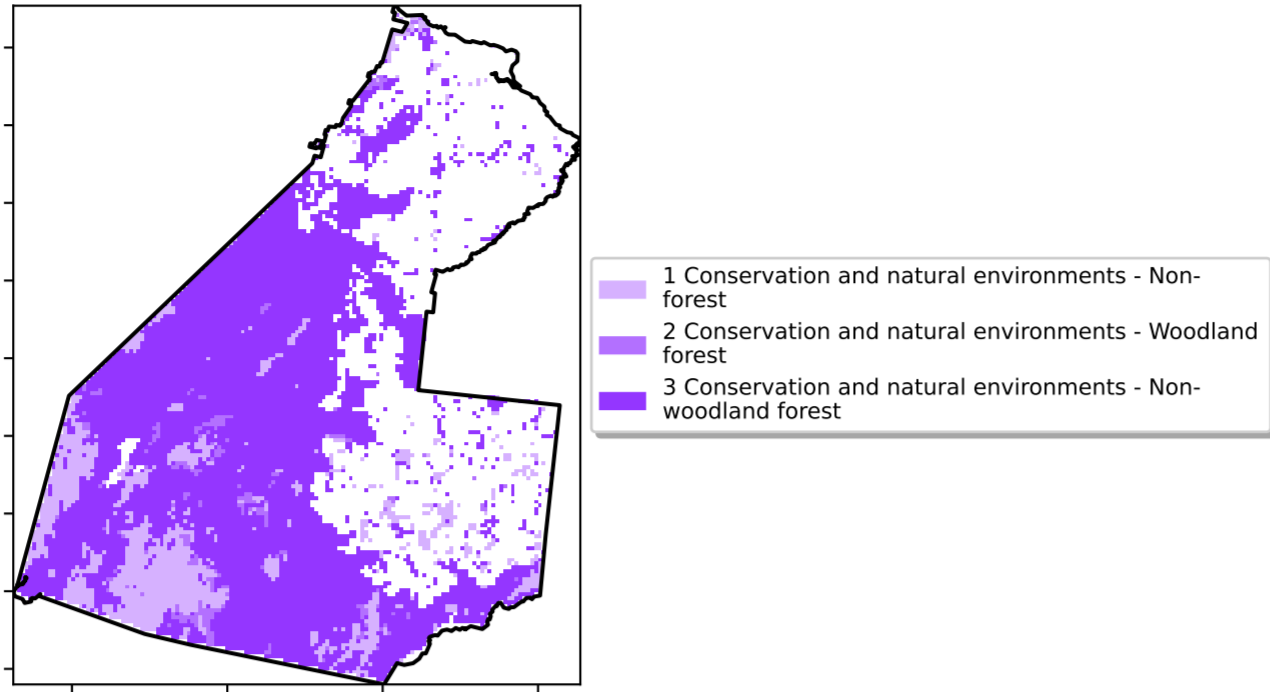 1 Conservation and natural environments - Non-
forest
2 Conservation and natural environments - Woodland
forest
3 Conservation and natural environments - Non-
woodland forest